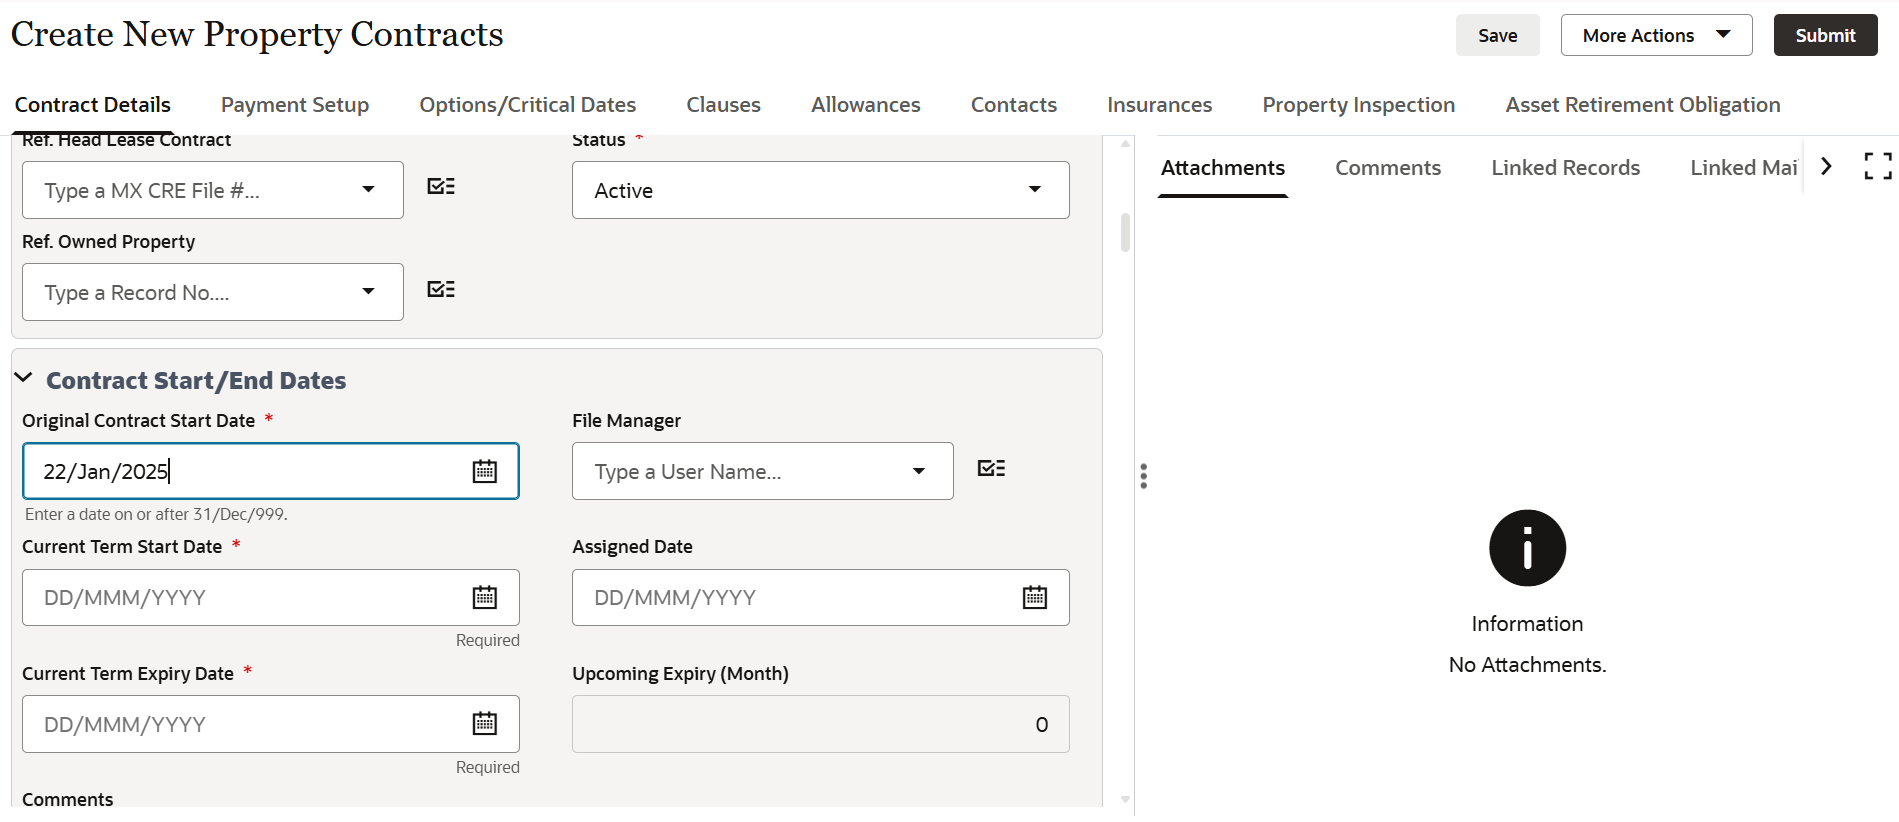 Create New Property Contracts
Save
More Actions
Submit
Contract Details
Payment Setup
Options/Critical Dates
Clauses
Allowances
Contacts
Insurances
Property Inspection
Asset Retirement Obligation
Ref. Head Lease Contract
Type a MX CRE File #...
Status *
Active
Ref. Owned Property
Type a Record No....
Contract Start/End Dates
Original Contract Start Date *
22/Jan/2025
Enter a date on or after 31/Dec/999.
File Manager
Type a User Name...
Current Term Start Date *
DD/MMM/YYYY
Required
Assigned Date
DD/MMM/YYYY
Current Term Expiry Date *
DD/MMM/YYYY
Required
Upcoming Expiry (Month)
0
Comments
Attachments
Comments
Linked Records
Linked Mai
Information
No Attachments.